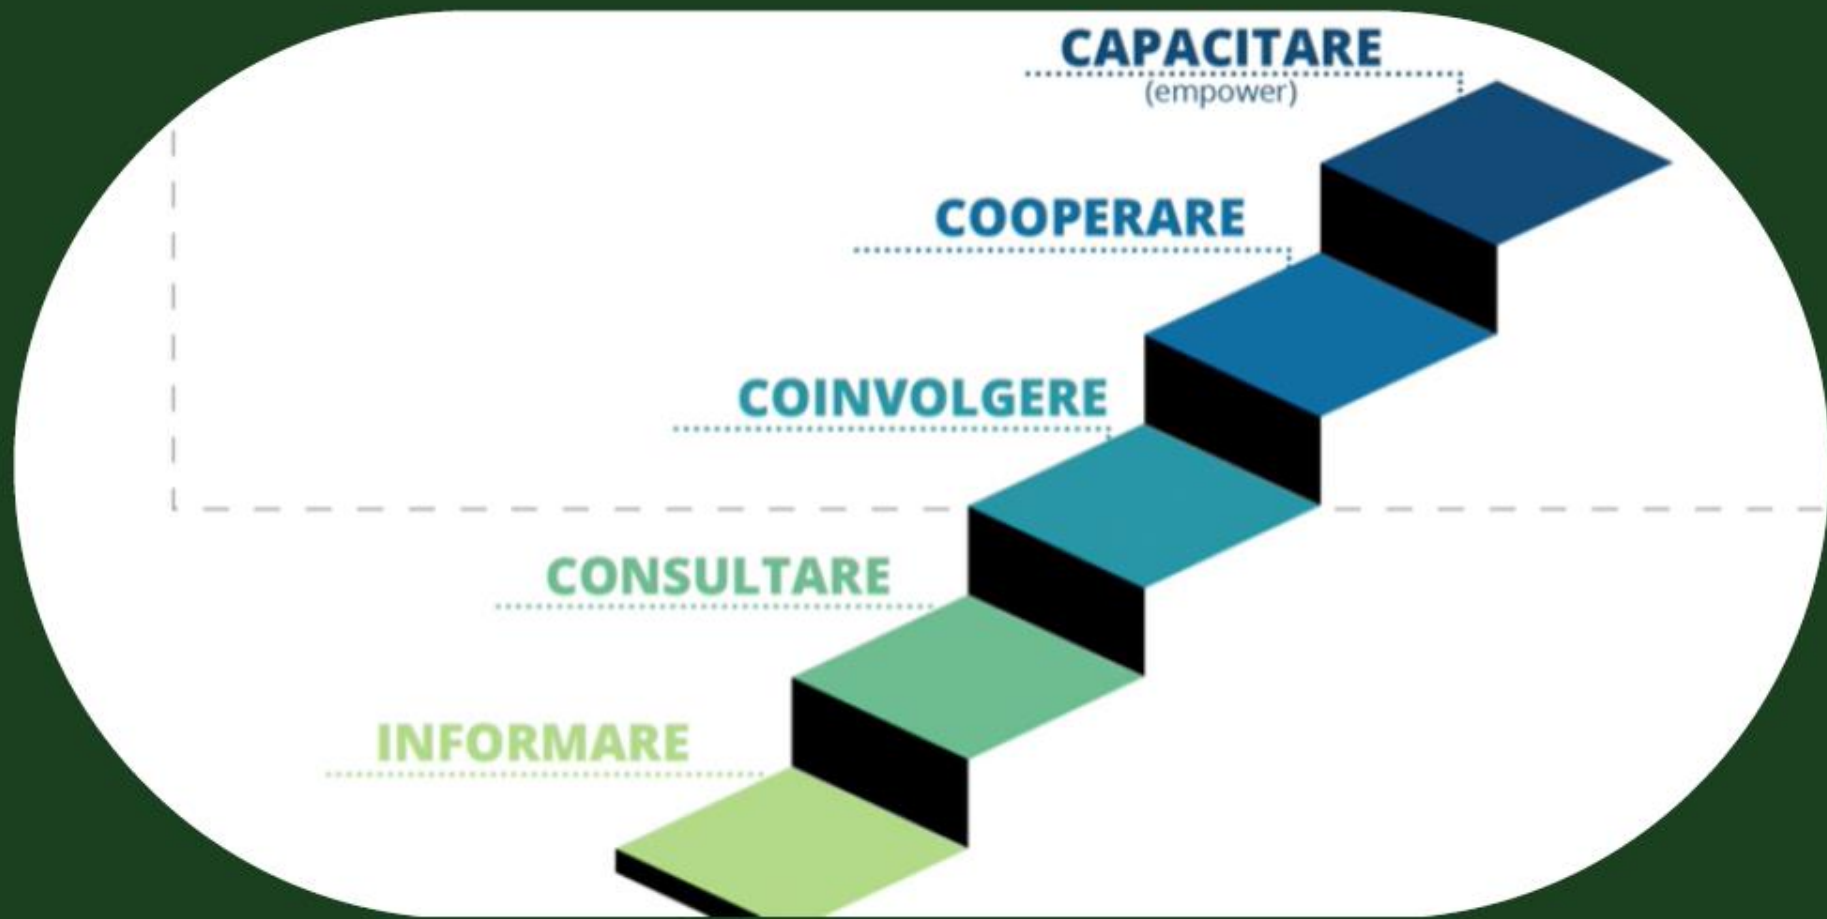 CAPACITARE
(empower)
COOPERARE
COINVOLGERE
CONSULTARE
INFORMARE